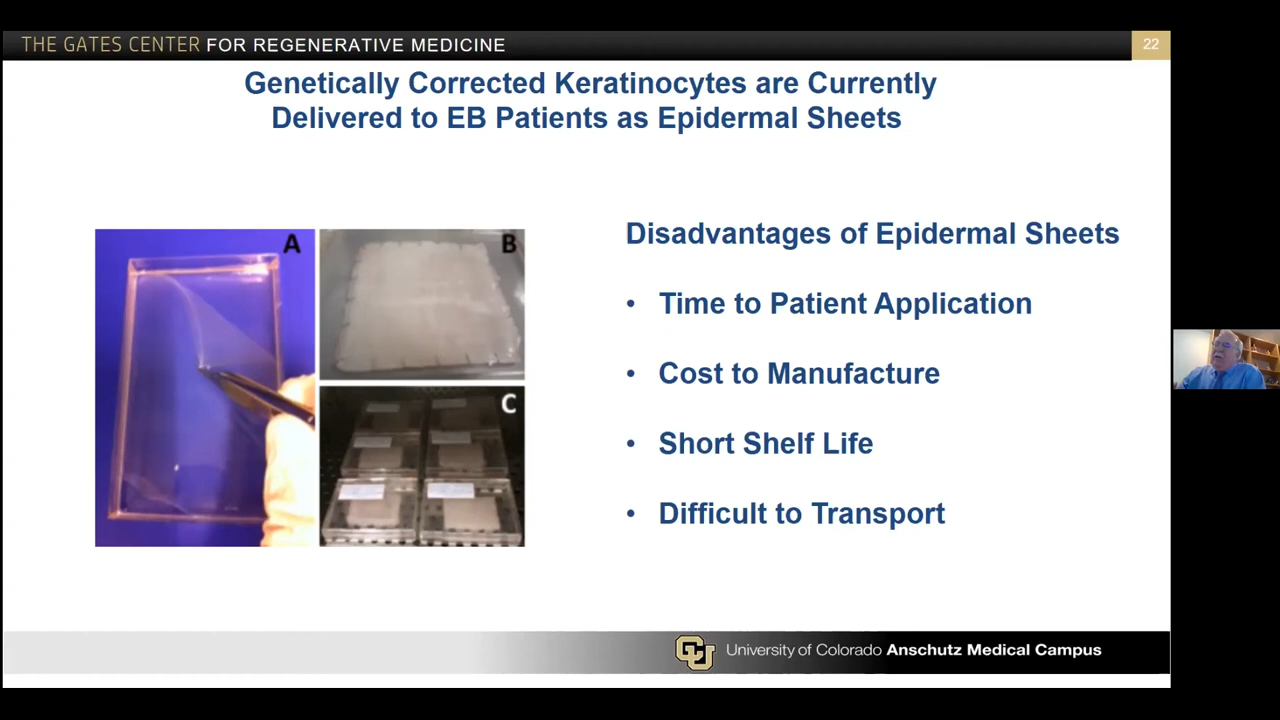 THE GATES CENTER FOR REGENERATIVE MEDICINE
22
Genetically Corrected Keratinocytes are Currently
Delivered to EB Patients as Epidermal Sheets
A
B
C
Disadvantages of Epidermal Sheets
• Time to Patient Application
• Cost to Manufacture
• Short Shelf Life
• Difficult to Transport
CU
University of Colorado Anschutz Medical Campus